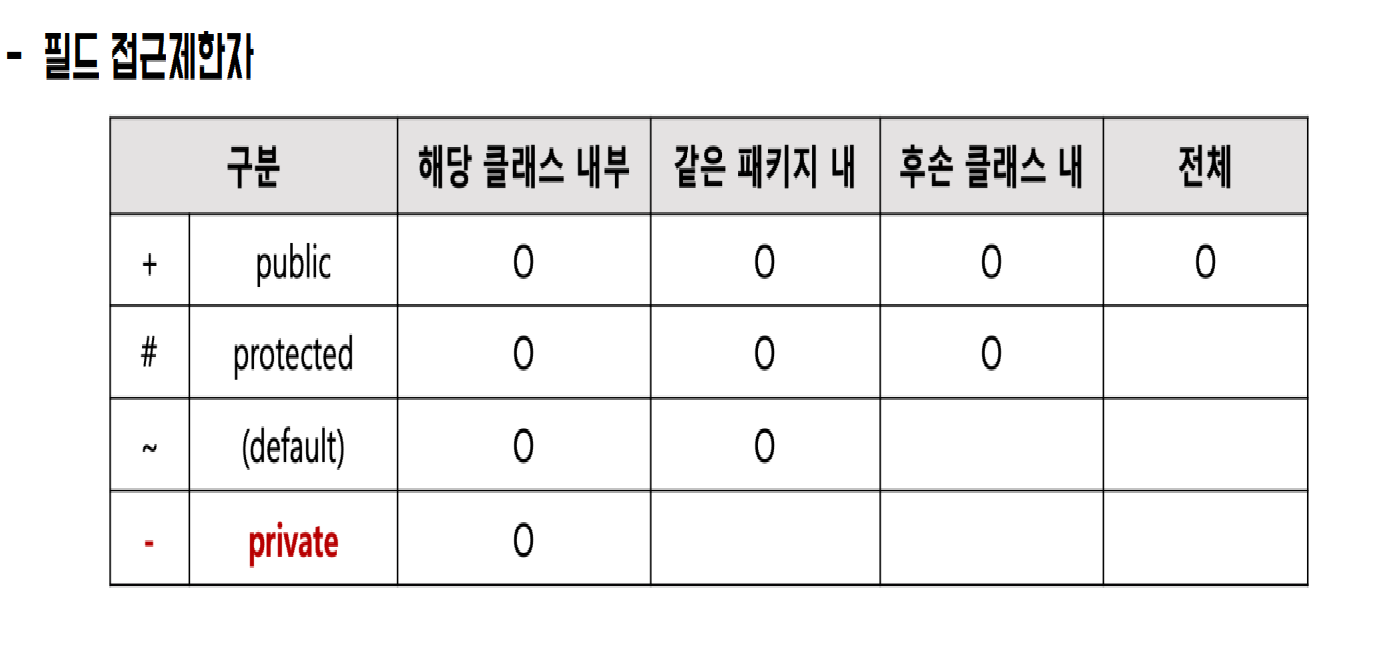 - 필드 접근제한자
구분 해당 클래스 내부 같은 패키지 내 후손 클래스 내 전체
+ public O O O O
# protected O O O
~ (default) O O
- private O